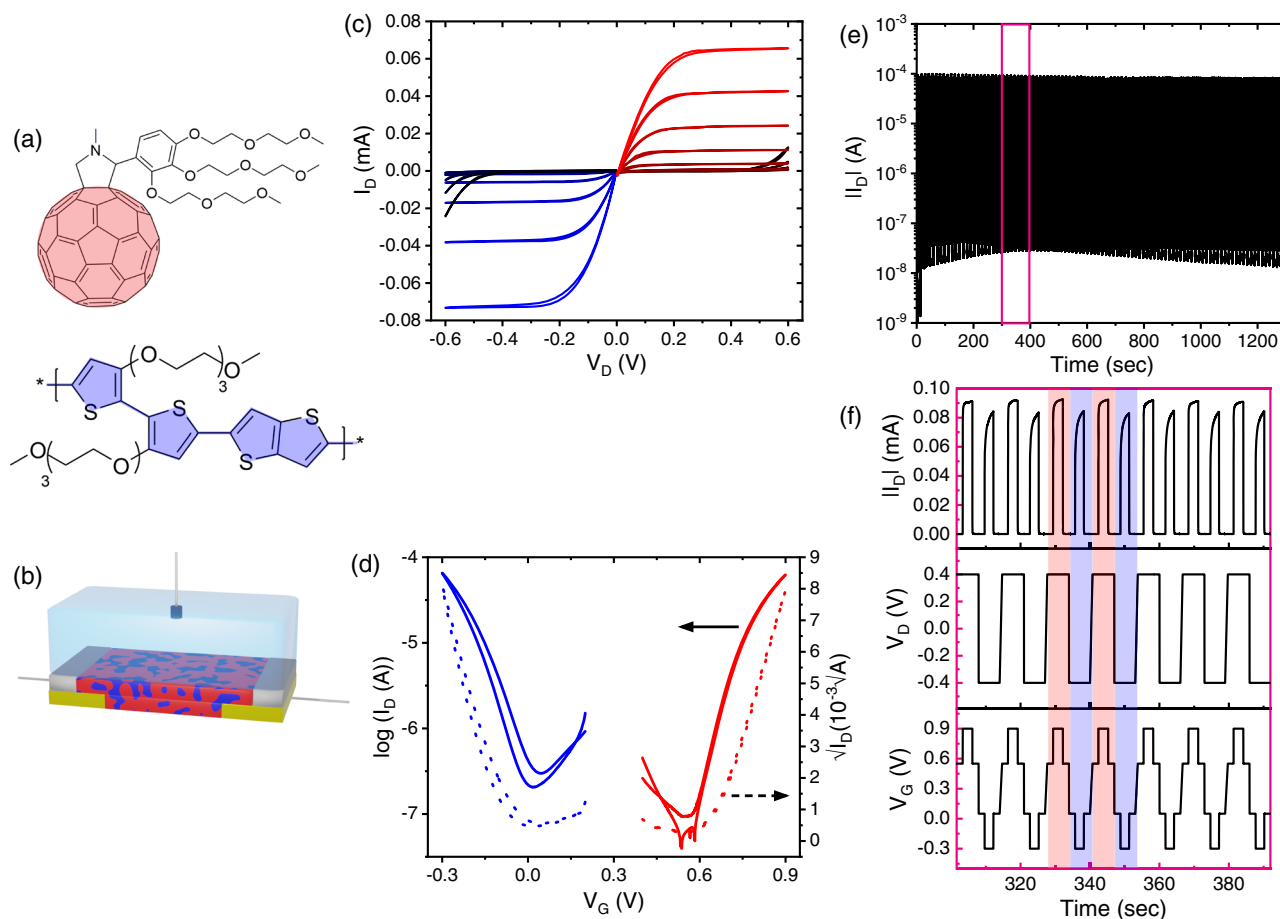 (a)
N
O
O
O
O
O
O
O
O
O
*
O
3
O
S
S
S
S
*
O
3
O
(b)
(c)
I_D (mA)
0.08
0.06
0.04
0.02
0.00
-0.02
-0.04
-0.06
-0.08
-0.6 -0.4 -0.2 0.0 0.2 0.4 0.6
V_D (V)
(d)
log (I_D (A))
-4
-5
-6
-7
-0.3 0.0 0.3 0.6 0.9
V_G (V)
9
8
7
6
5
4
3
2
1
0
√I_D(10⁻³√A)
(e)
|I_D| (A)
10⁻³
10⁻⁴
10⁻⁵
10⁻⁶
10⁻⁷
10⁻⁸
10⁻⁹
0 200 400 600 800 1000 1200
Time (sec)
(f)
|I_D| (mA)
0.10
0.08
0.06
0.04
0.02
0.00
V_D (V)
0.4
0.0
-0.4
V_G (V)
0.9
0.6
0.3
0.0
-0.3
320 340 360 380
Time (sec)